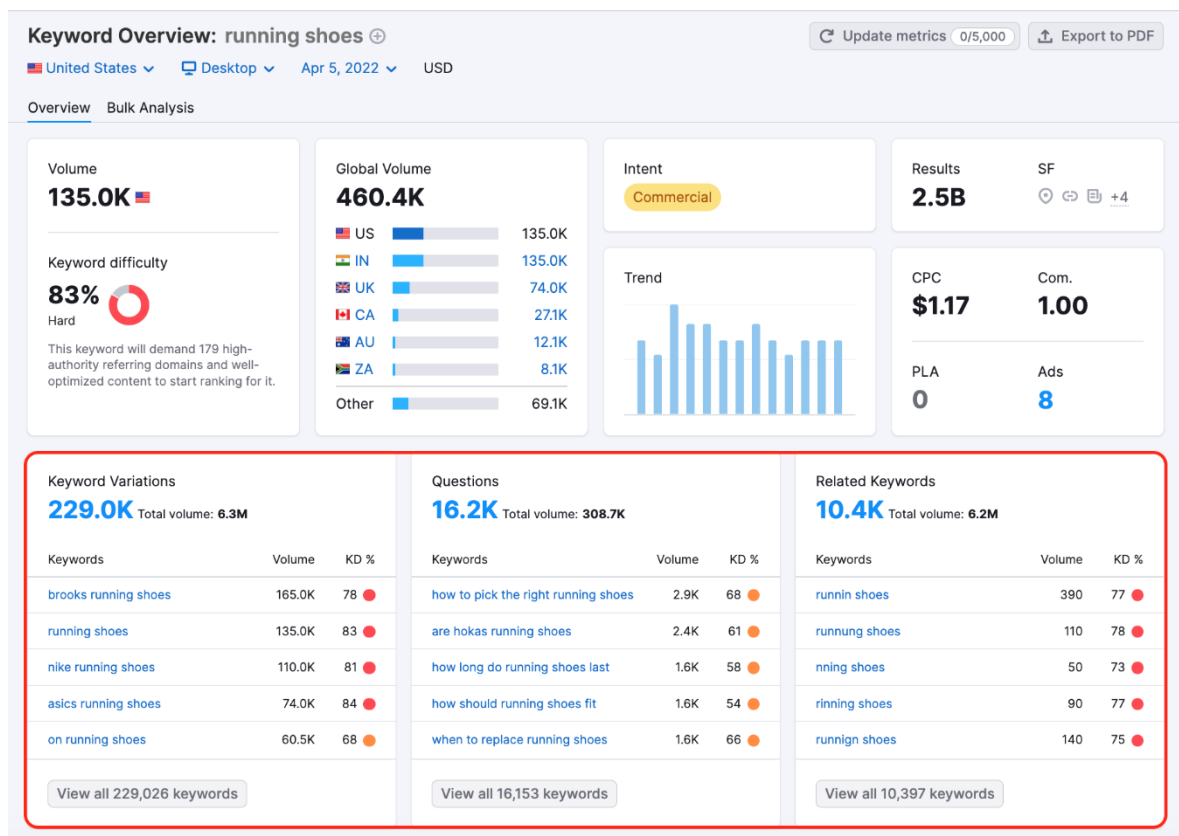 Keyword Overview: running shoes
Update metrics 0/5,000
Export to PDF
United States Desktop Apr 5, 2022 USD
Overview Bulk Analysis
Volume
135.0K
Keyword difficulty
83%
Hard
This keyword will demand 179 high-
authority referring domains and well-
optimized content to start ranking for it.
Global Volume
460.4K
US 135.0K
IN 135.0K
UK 74.0K
CA 27.1K
AU 12.1K
ZA 8.1K
Other 69.1K
Intent
Commercial
Trend
Results SF
2.5B +4
CPC Com.
$1.17 1.00
PLA Ads
0 8
Keyword Variations
229.0K Total volume: 6.3M
Keywords Volume KD %
brooks running shoes 165.0K 78
running shoes 135.0K 83
nike running shoes 110.0K 81
asics running shoes 74.0K 84
on running shoes 60.5K 68
View all 229,026 keywords
Questions
16.2K Total volume: 308.7K
Keywords Volume KD %
how to pick the right running shoes 2.9K 68
are hokas running shoes 2.4K 61
how long do running shoes last 1.6K 58
how should running shoes fit 1.6K 54
when to replace running shoes 1.6K 66
View all 16,153 keywords
Related Keywords
10.4K Total volume: 6.2M
Keywords Volume KD %
runnin shoes 390 77
runnung shoes 110 78
nning shoes 50 73
rinning shoes 90 77
runnign shoes 140 75
View all 10,397 keywords